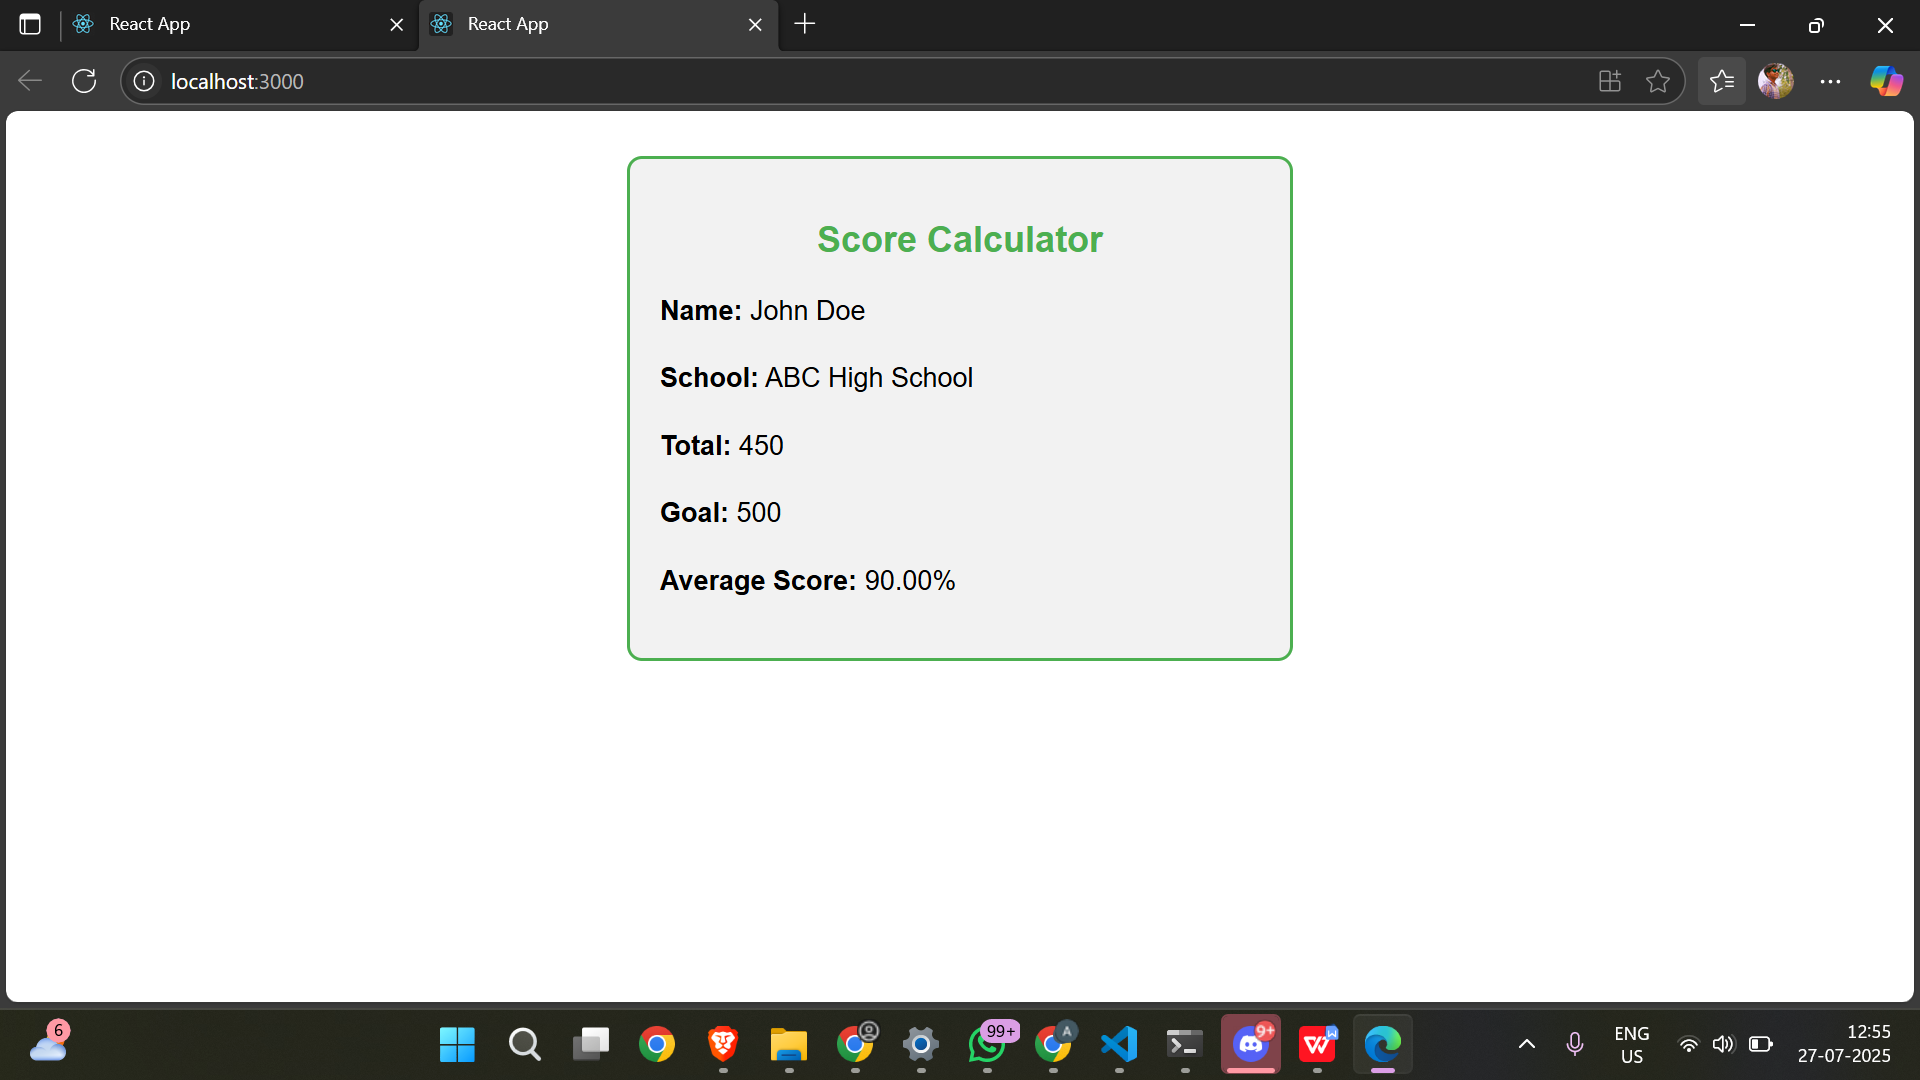 React App
React App
localhost:3000
Score Calculator
Name: John Doe
School: ABC High School
Total: 450
Goal: 500
Average Score: 90.00%
6
99+
A
9+
W
ENG
US
12:55
27-07-2025